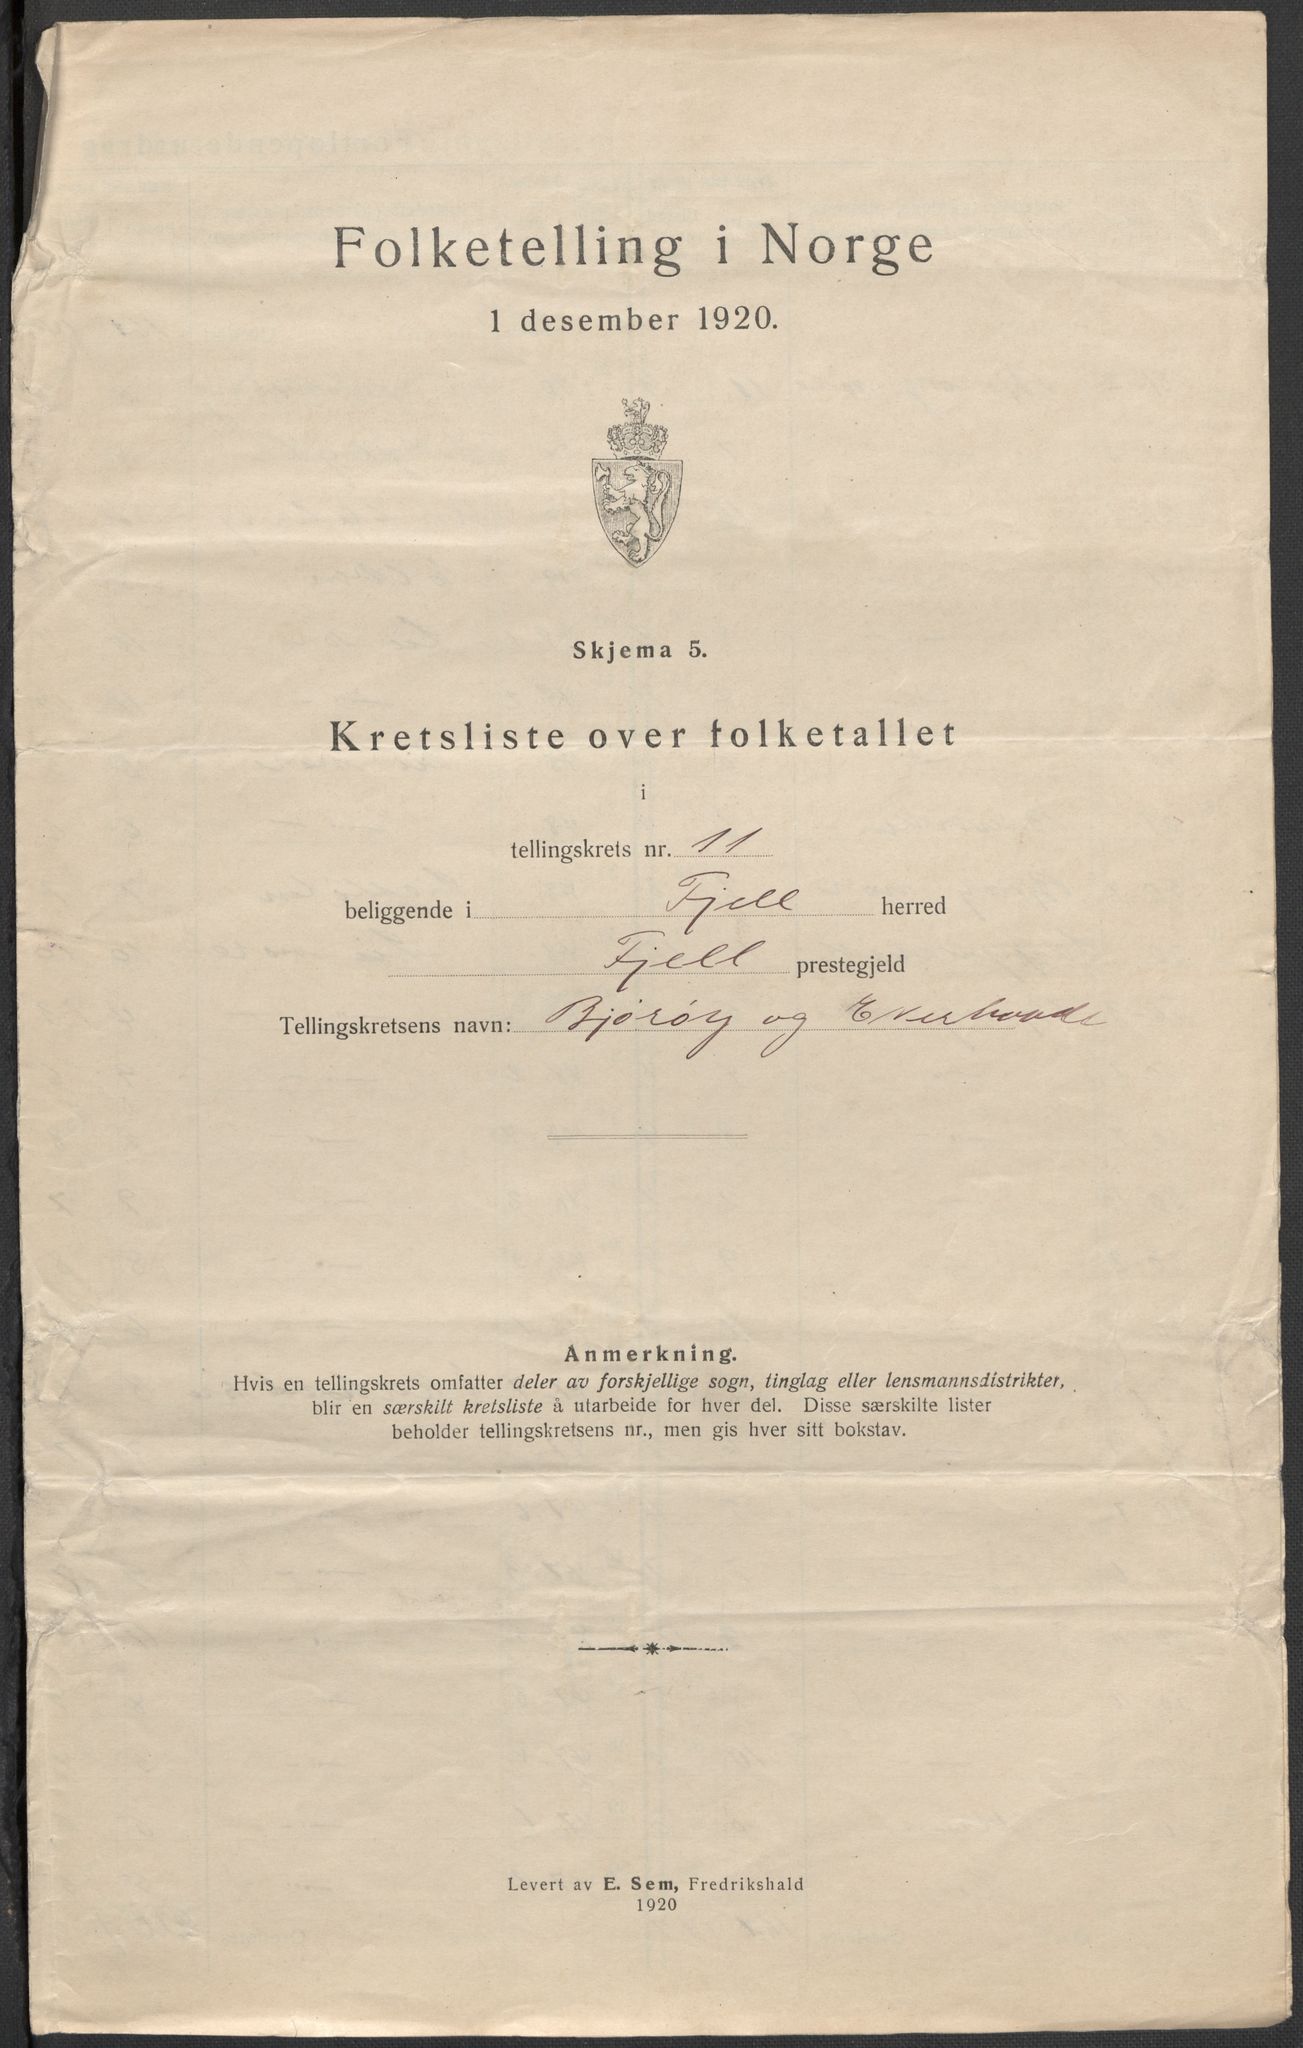 Folketelling i Norge
1 desember 1920.
Skjema 5.
Kretsliste over folketallet
i
tellingskrets nr. 11
beliggende i Fjell herred
Fjell prestegjeld
Tellingskretsens navn: Bjørøy og Ekerhovde
Anmerkning.
Hvis en tellingskrets omfatter deler av forskjellige sogn, tinglag eller lensmannsdistrikter,
blir en særskilt kretsliste å utarbeide for hver del. Disse særskilte lister
beholder tellingskretsens nr., men gis hver sitt bokstav.
Levert av E. Sem, Fredrikshald
1920